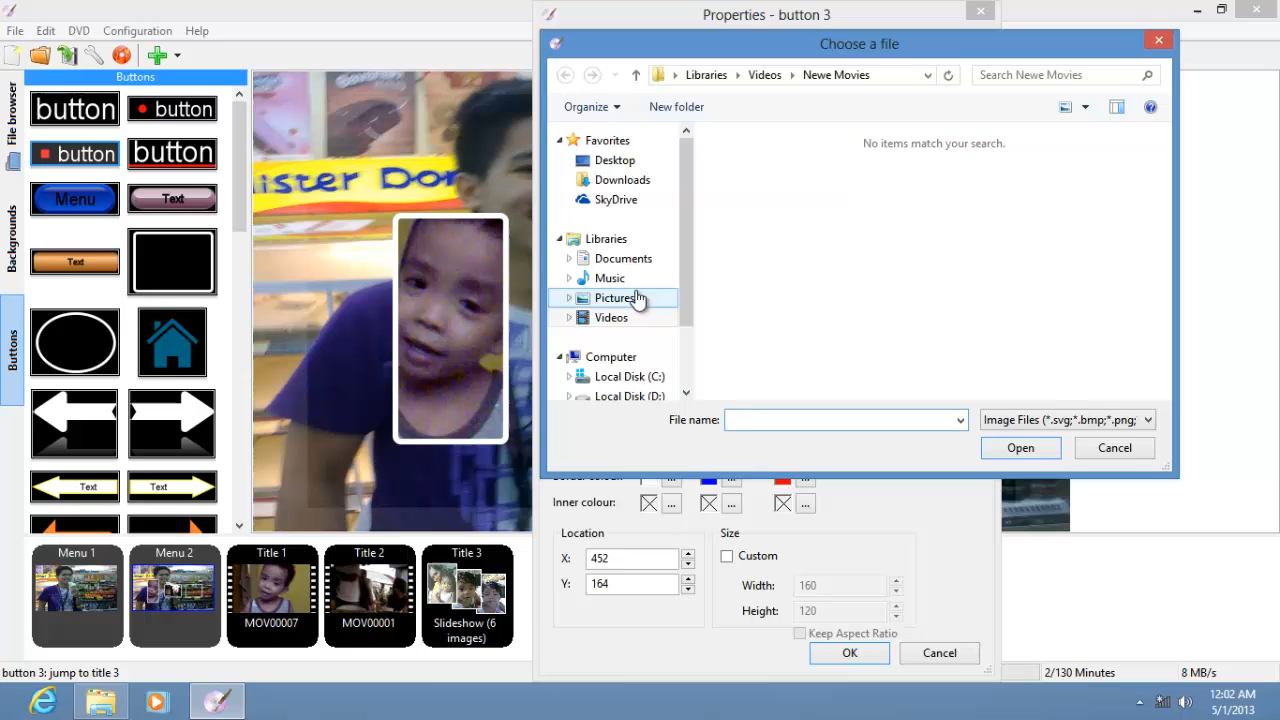 Properties - button 3
File Edit DVD Configuration Help
Choose a file
Libraries Videos Newe Movies
Search Newe Movies
Organize
New folder
No items match your search.
Favorites
Desktop
Downloads
SkyDrive
Libraries
Documents
Music
Pictures
Videos
Computer
Local Disk (C:)
Local Disk (D:)
File name:
Image Files (*.svg;*.bmp;*.png;
Open
Cancel
File browser
Backgrounds
Buttons
Buttons
button
button
button
button
Menu
Text
Text
Text
Text
ister Don
Inner colour:
Location
X: 452
Y: 164
Size
Custom
Width: 160
Height: 120
Keep Aspect Ratio
OK
Cancel
Menu 1
Menu 2
Title 1
MOV00007
Title 2
MOV00001
Title 3
Slideshow (6
images)
button 3: jump to title 3
2/130 Minutes
8 MB/s
12:02 AM
5/1/2013